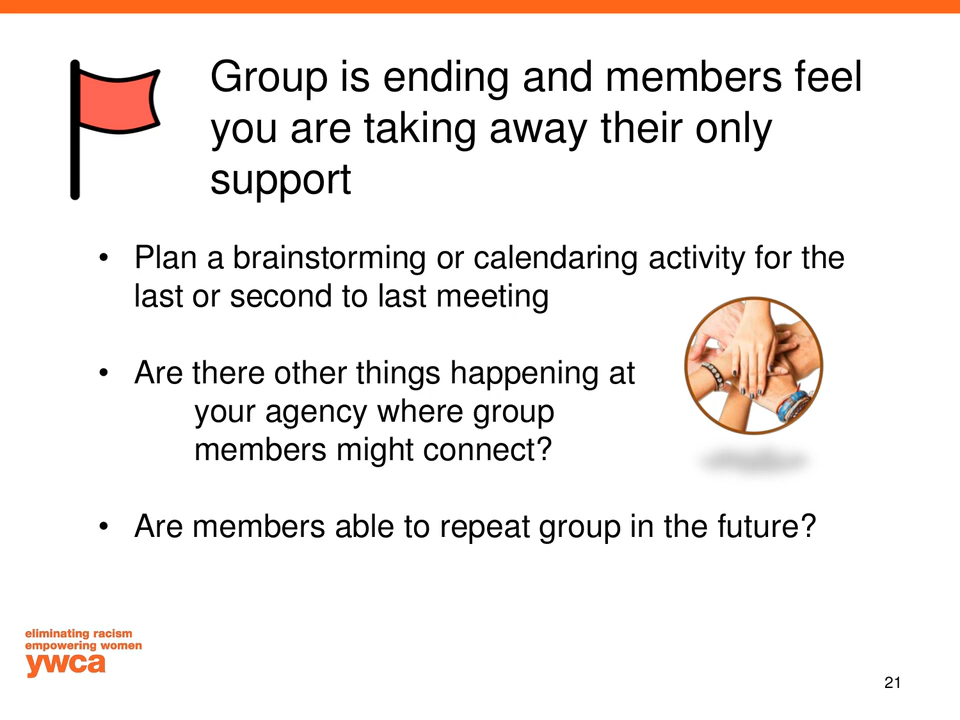 Group is ending and members feel
you are taking away their only
support
• Plan a brainstorming or calendaring activity for the
last or second to last meeting
• Are there other things happening at
your agency where group
members might connect?
• Are members able to repeat group in the future?
eliminating racism
empowering women
ywca
21